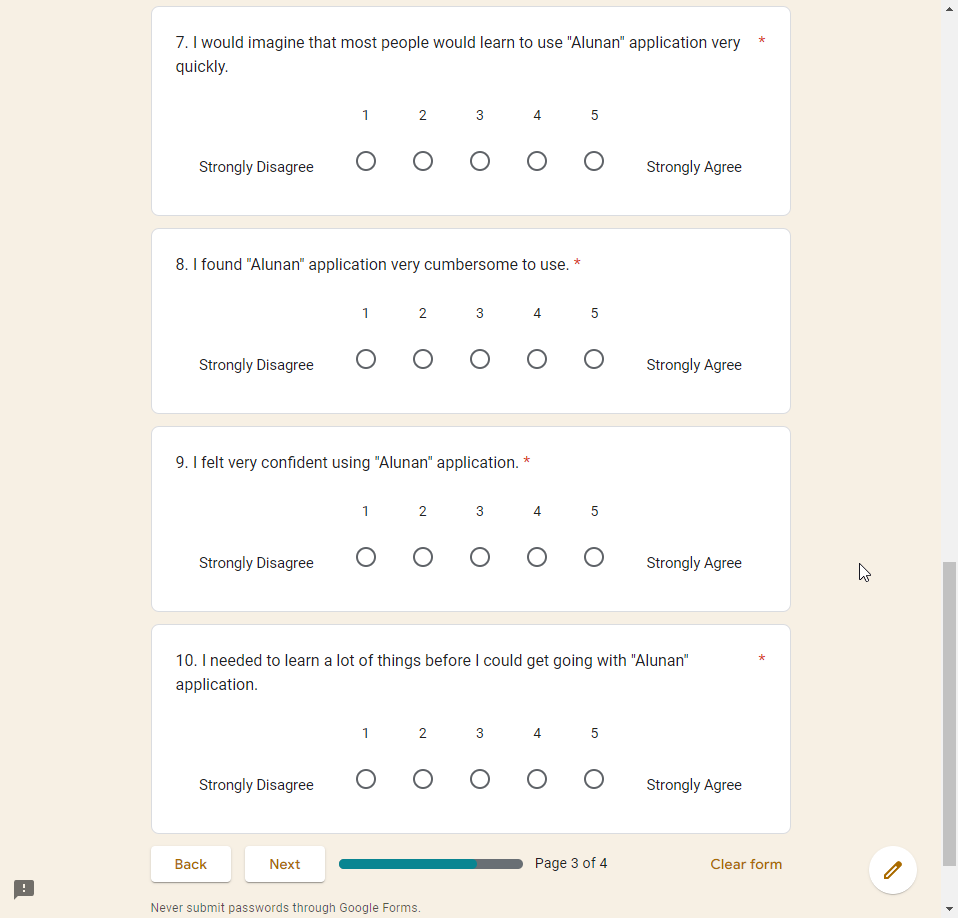 7. I would imagine that most people would learn to use "Alunan" application very *
quickly.
1 2 3 4 5
Strongly Disagree Strongly Agree
8. I found "Alunan" application very cumbersome to use. *
1 2 3 4 5
Strongly Disagree Strongly Agree
9. I felt very confident using "Alunan" application. *
1 2 3 4 5
Strongly Disagree Strongly Agree
10. I needed to learn a lot of things before I could get going with "Alunan" *
application.
1 2 3 4 5
Strongly Disagree Strongly Agree
Back Next Page 3 of 4 Clear form
Never submit passwords through Google Forms.